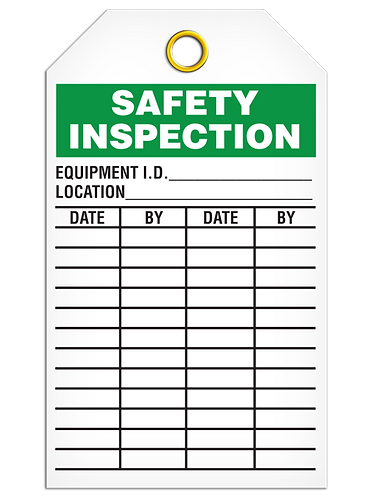 SAFETY
INSPECTION
EQUIPMENT I.D.
LOCATION
DATE BY DATE BY